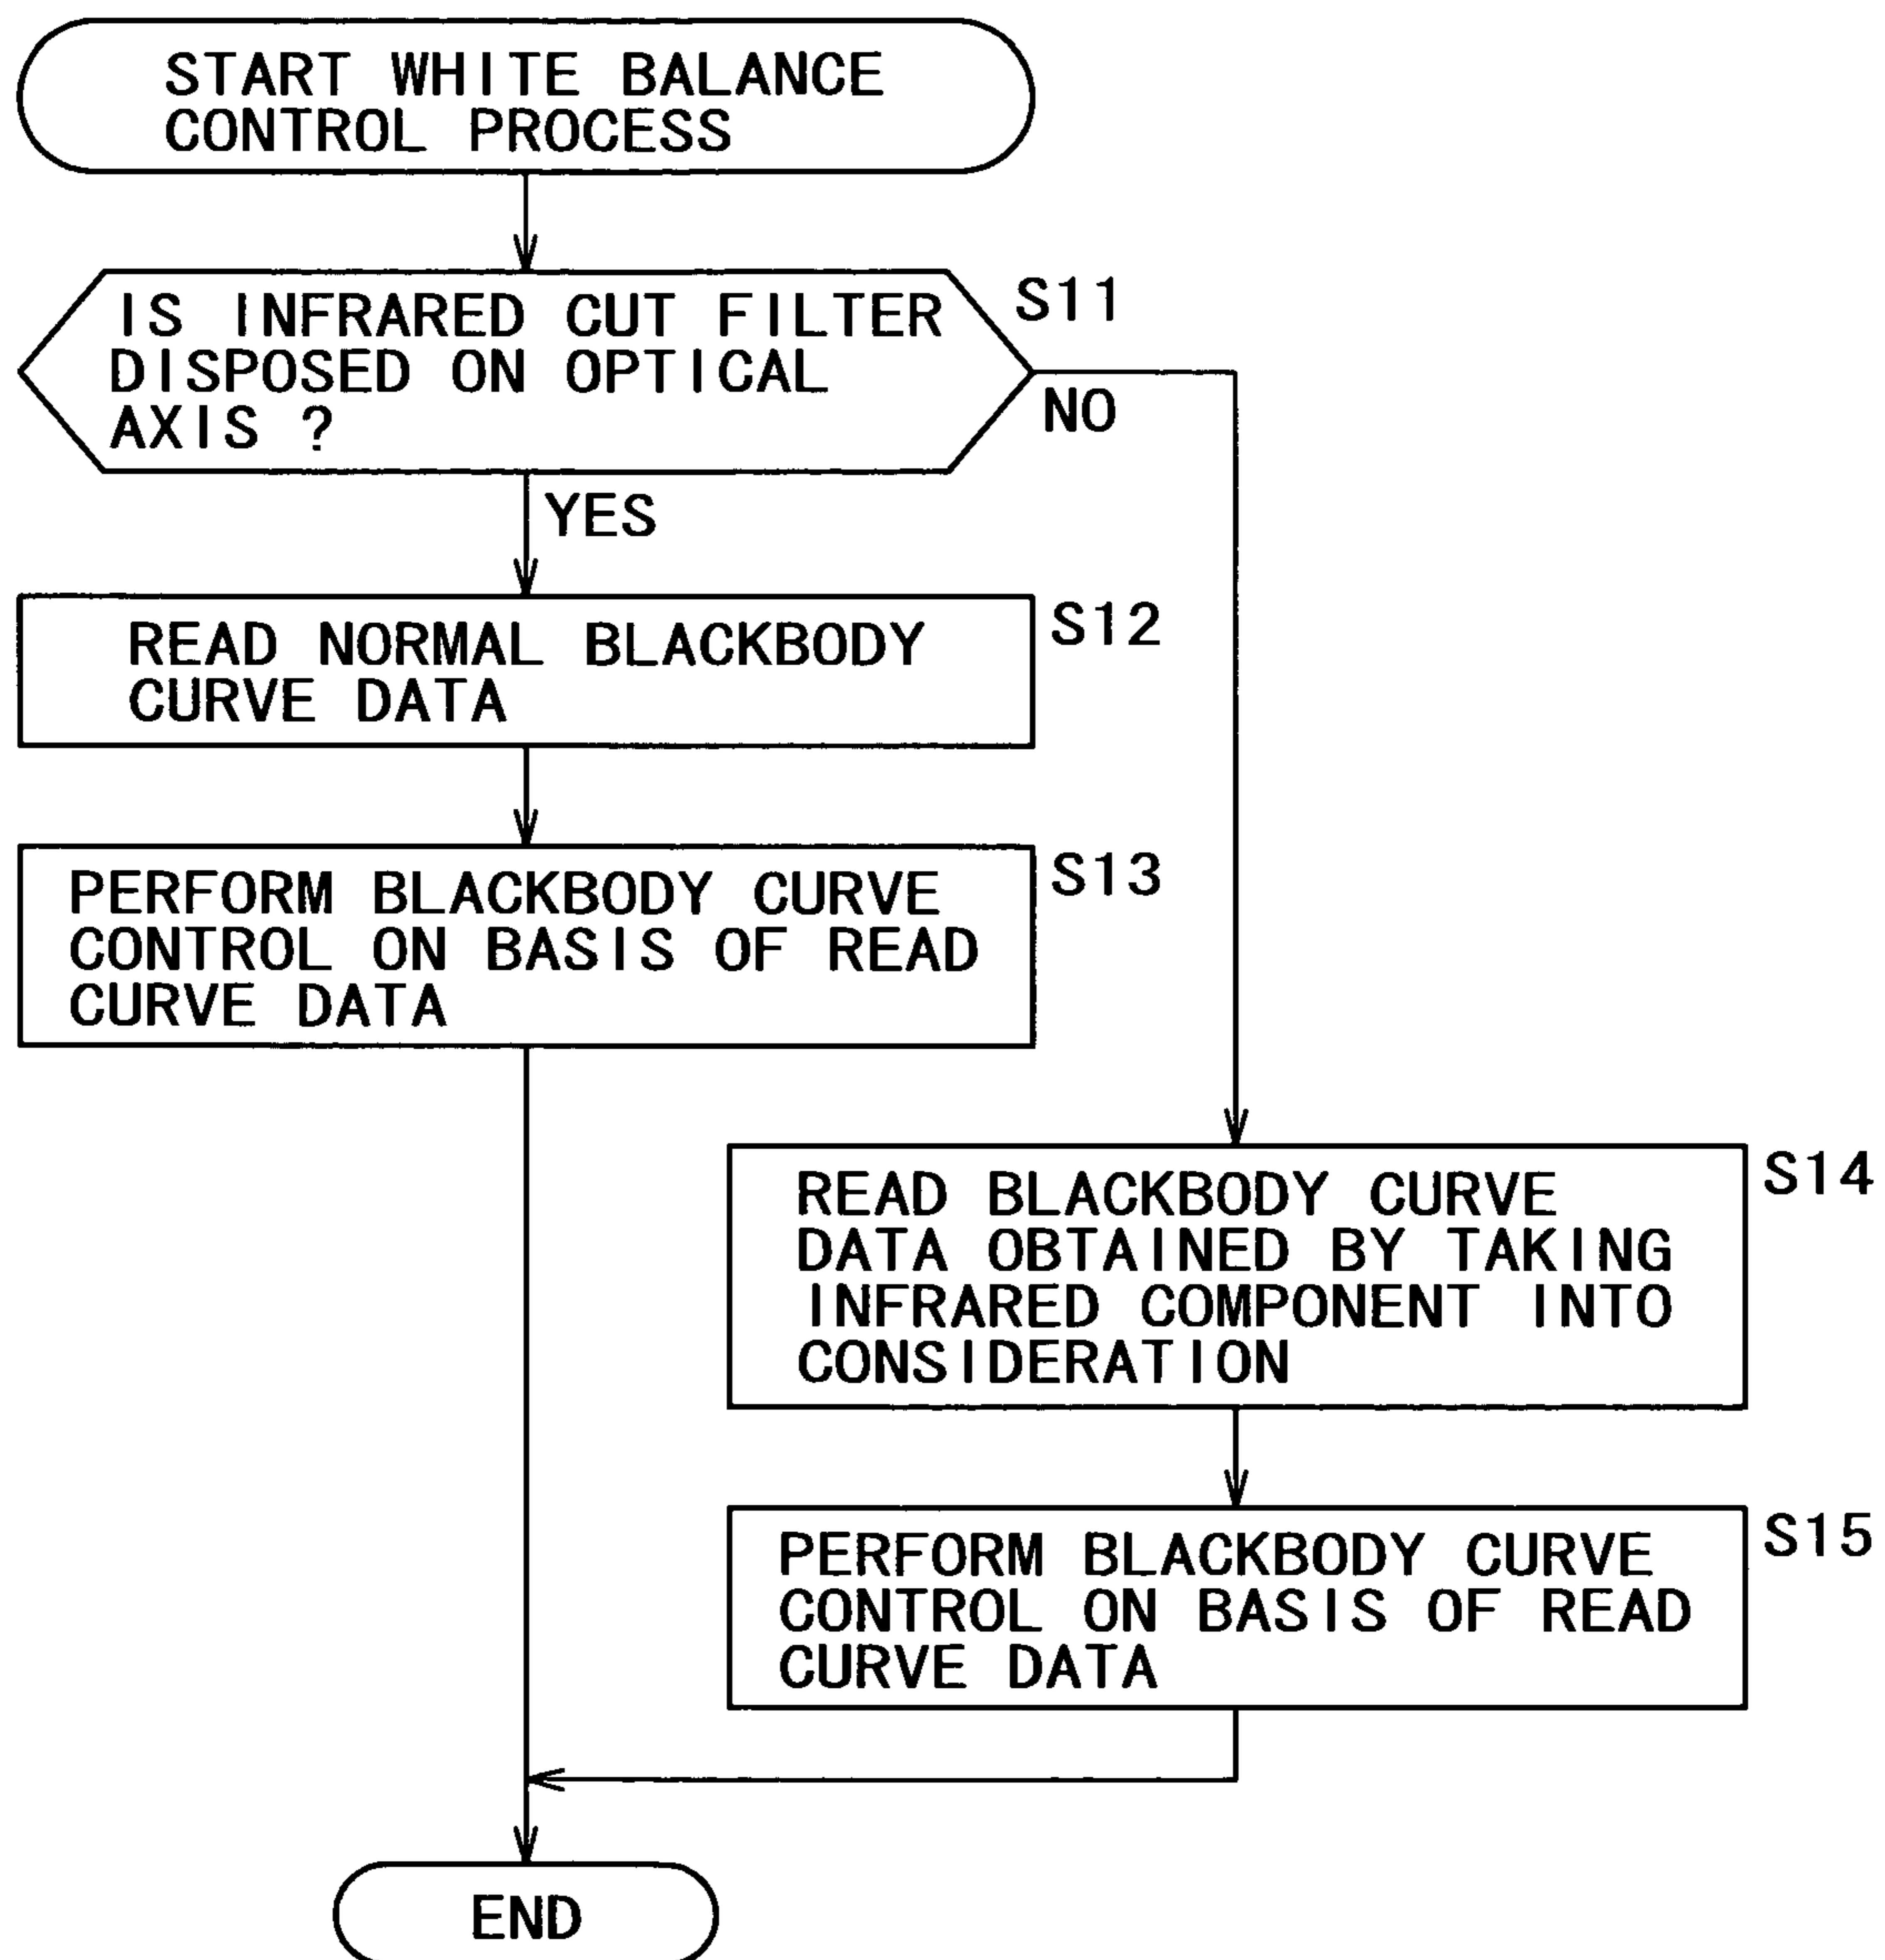 START WHITE BALANCE
CONTROL PROCESS
IS INFRARED CUT FILTER
DISPOSED ON OPTICAL
AXIS ?
S11
NO
YES
READ NORMAL BLACKBODY
CURVE DATA
S12
PERFORM BLACKBODY CURVE
CONTROL ON BASIS OF READ
CURVE DATA
S13
READ BLACKBODY CURVE
DATA OBTAINED BY TAKING
INFRARED COMPONENT INTO
CONSIDERATION
S14
PERFORM BLACKBODY CURVE
CONTROL ON BASIS OF READ
CURVE DATA
S15
END